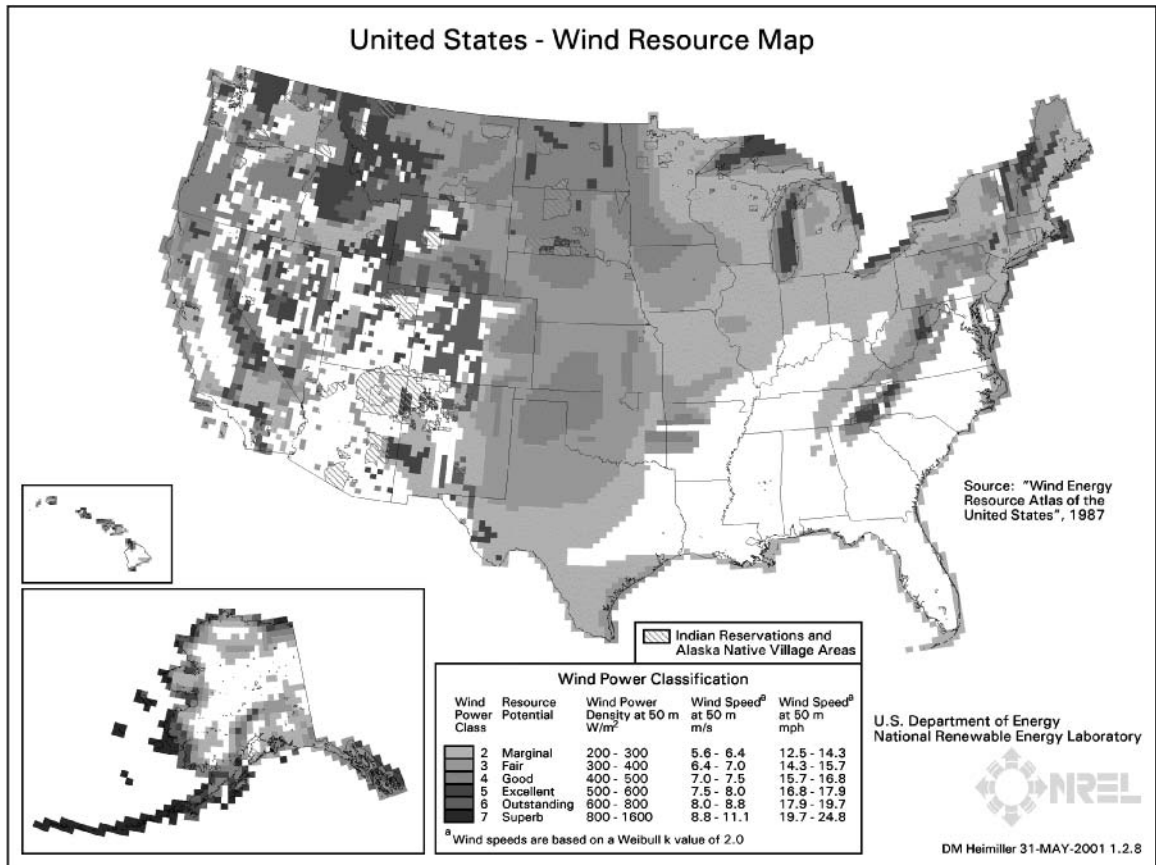 United States - Wind Resource Map
Source: "Wind Energy
Resource Atlas of the
United States", 1987
Indian Reservations and
Alaska Native Village Areas
Wind Power Classification
Wind Power Class Resource Potential Wind Power Density at 50 m W/m² Wind Speedᵃ at 50 m m/s Wind Speedᵃ at 50 m mph
2 Marginal 200 - 300 5.6 - 6.4 12.5 - 14.3
3 Fair 300 - 400 6.4 - 7.0 14.3 - 15.7
4 Good 400 - 500 7.0 - 7.5 15.7 - 16.8
5 Excellent 500 - 600 7.5 - 8.0 16.8 - 17.9
6 Outstanding 600 - 800 8.0 - 8.8 17.9 - 19.7
7 Superb 800 - 1600 8.8 - 11.1 19.7 - 24.8
ᵃ Wind speeds are based on a Weibull k value of 2.0
U.S. Department of Energy
National Renewable Energy Laboratory
NREL
DM Heimiller 31-MAY-2001 1.2.8